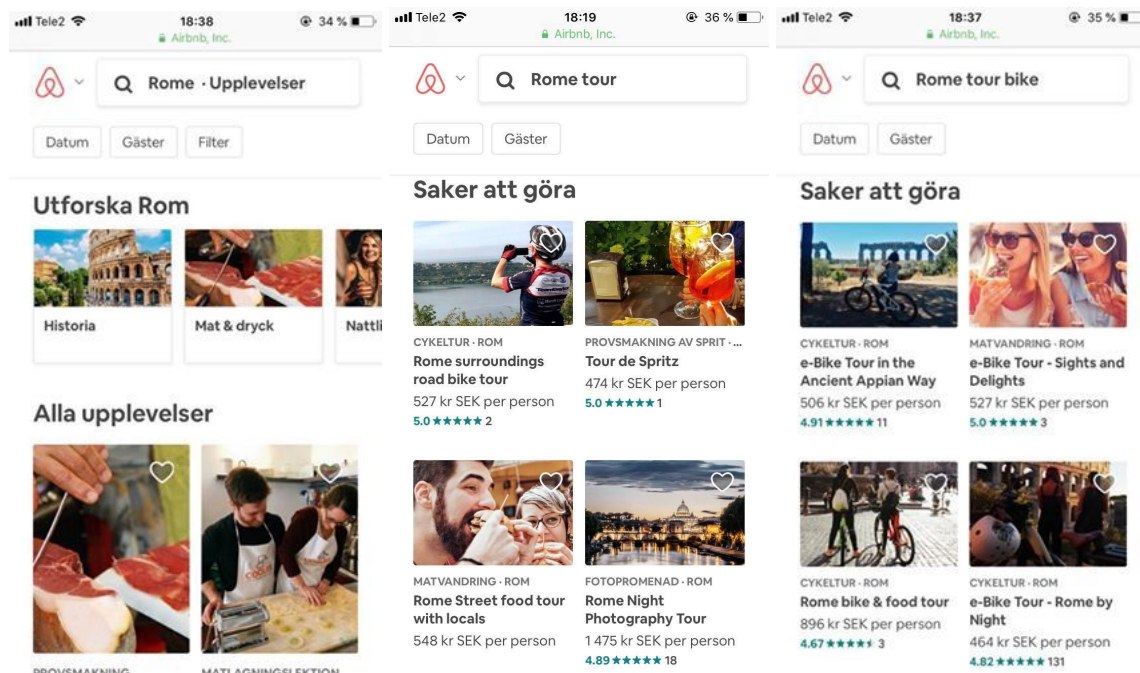 Tele2 18:38 34 %
Airbnb, Inc.
Rome · Upplevelser
Datum Gäster Filter
Utforska Rom
Historia Mat & dryck Nattli
Alla upplevelser
PROVSMAKNING MATLAGNINGSLEKTION
Tele2 18:19 36 %
Airbnb, Inc.
Rome tour
Datum Gäster
Saker att göra
CYKELTUR · ROM
Rome surroundings
road bike tour
527 kr SEK per person
5.0 ★★★★★ 2
PROVSMAKNING AV SPRIT · ...
Tour de Spritz
474 kr SEK per person
5.0 ★★★★★ 1
MATVANDRING · ROM
Rome Street food tour
with locals
548 kr SEK per person
FOTOPROMENAD · ROM
Rome Night
Photography Tour
1 475 kr SEK per person
4.89 ★★★★★ 18
Tele2 18:37 35 %
Airbnb, Inc.
Rome tour bike
Datum Gäster
Saker att göra
CYKELTUR · ROM
e-Bike Tour in the
Ancient Appian Way
506 kr SEK per person
4.91 ★★★★★ 11
MATVANDRING · ROM
e-Bike Tour - Sights and
Delights
527 kr SEK per person
5.0 ★★★★★ 3
CYKELTUR · ROM
Rome bike & food tour
896 kr SEK per person
4.67 ★★★★★ 3
CYKELTUR · ROM
e-Bike Tour - Rome by
Night
464 kr SEK per person
4.82 ★★★★★ 131